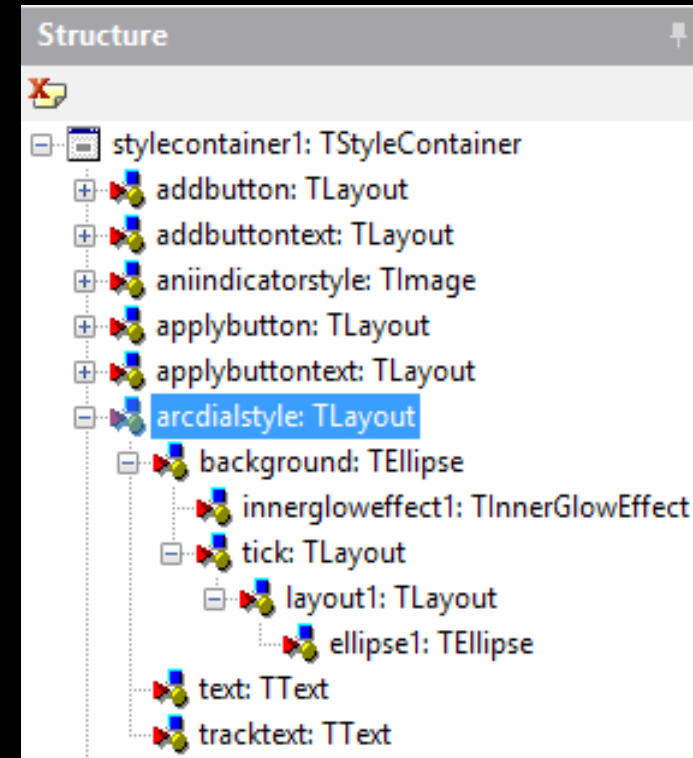 Structure
stylecontainer1: TStyleContainer
addbutton: TLayout
addbuttontext: TLayout
aniindicatorstyle: TImage
applybutton: TLayout
applybuttontext: TLayout
arcdialstyle: TLayout
background: TEllipse
innergloweffect1: TInnerGlowEffect
tick: TLayout
layout1: TLayout
ellipse1: TEllipse
text: TText
tracktext: TText